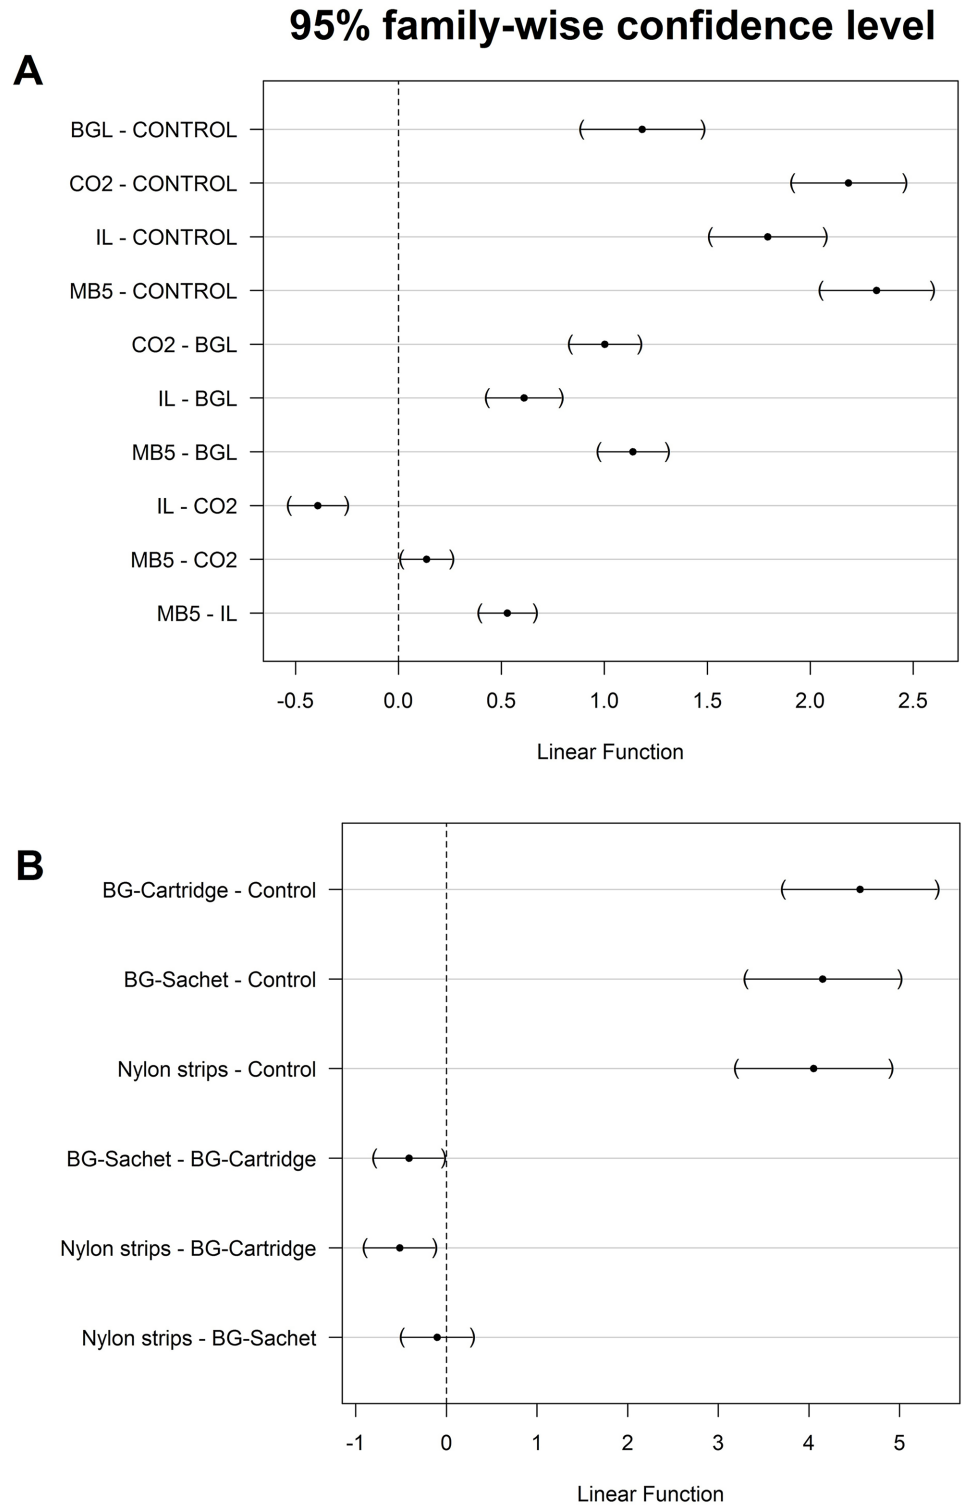 95% family-wise confidence level
A
BGL - CONTROL
CO2 - CONTROL
IL - CONTROL
MB5 - CONTROL
CO2 - BGL
IL - BGL
MB5 - BGL
IL - CO2
MB5 - CO2
MB5 - IL
-0.5 0.0 0.5 1.0 1.5 2.0 2.5
Linear Function
B
BG-Cartridge - Control
BG-Sachet - Control
Nylon strips - Control
BG-Sachet - BG-Cartridge
Nylon strips - BG-Cartridge
Nylon strips - BG-Sachet
-1 0 1 2 3 4 5
Linear Function